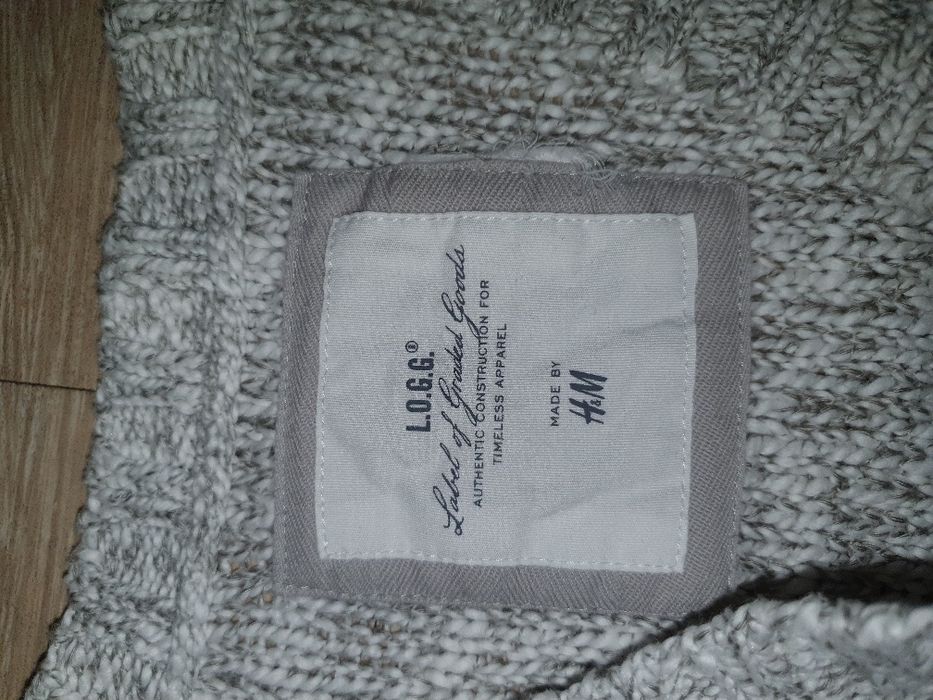 L.O.G.G.®
Label of Graded Goods
AUTHENTIC CONSTRUCTION FOR
TIMELESS APPAREL
MADE BY
H&M